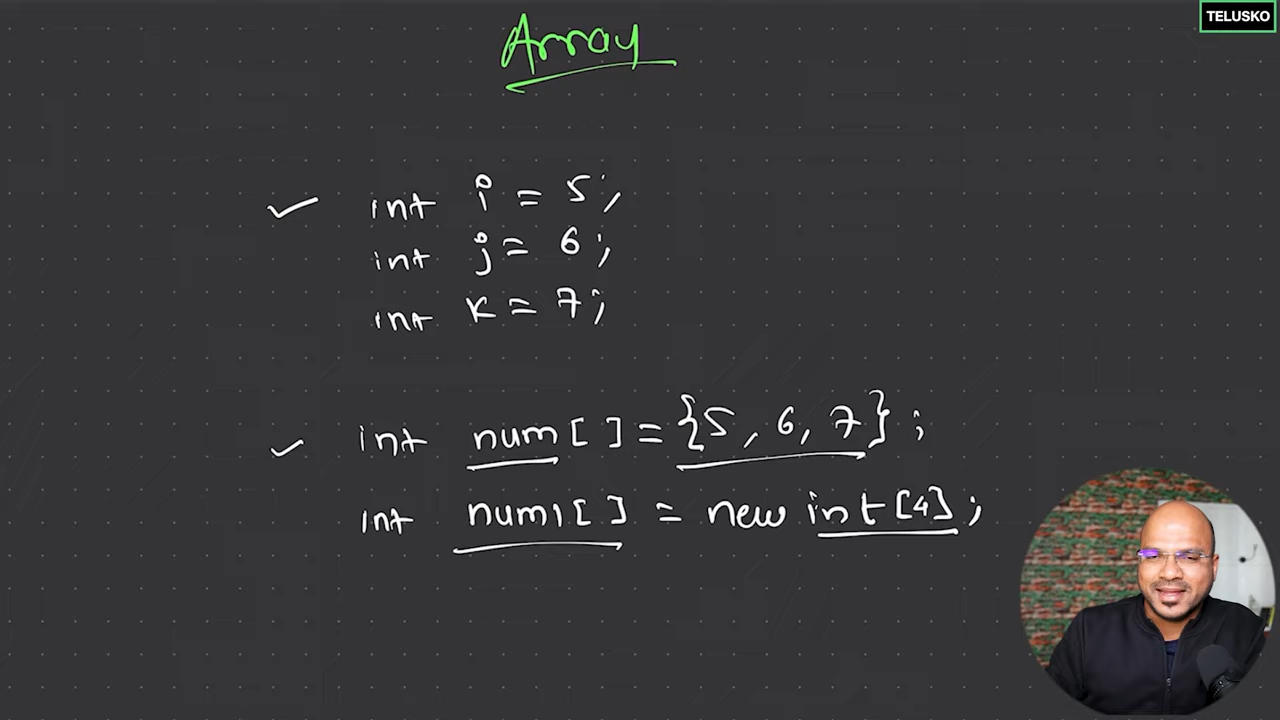 TELUSKO
Array
int i = 5;
int j = 6;
int k = 7;
int num[ ] = {5, 6, 7};
int num1[ ] = new int[4];